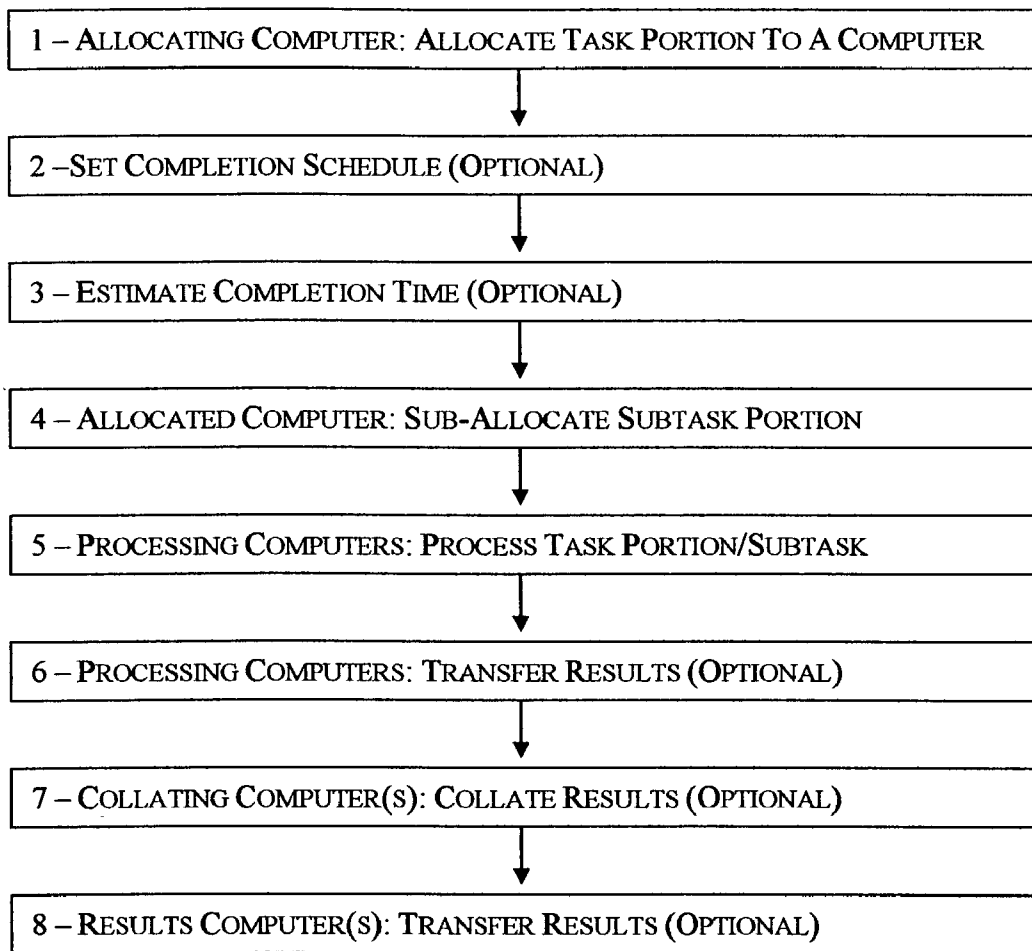 1 – ALLOCATING COMPUTER: ALLOCATE TASK PORTION TO A COMPUTER
2 –SET COMPLETION SCHEDULE (OPTIONAL)
3 – ESTIMATE COMPLETION TIME (OPTIONAL)
4 – ALLOCATED COMPUTER: SUB-ALLOCATE SUBTASK PORTION
5 – PROCESSING COMPUTERS: PROCESS TASK PORTION/SUBTASK
6 – PROCESSING COMPUTERS: TRANSFER RESULTS (OPTIONAL)
7 – COLLATING COMPUTER(S): COLLATE RESULTS (OPTIONAL)
8 – RESULTS COMPUTER(S): TRANSFER RESULTS (OPTIONAL)